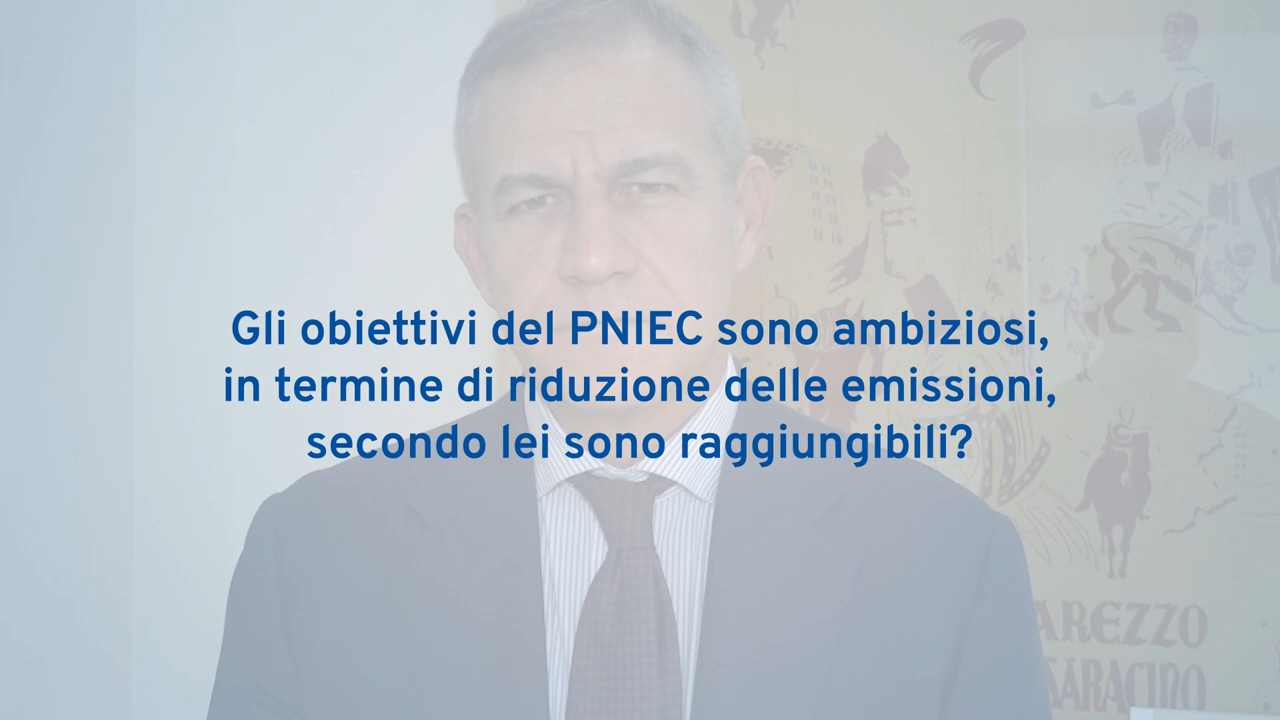 Gli obiettivi del PNIEC sono ambiziosi,
in termine di riduzione delle emissioni,
secondo lei sono raggiungibili?
AREZZO
SARACINO